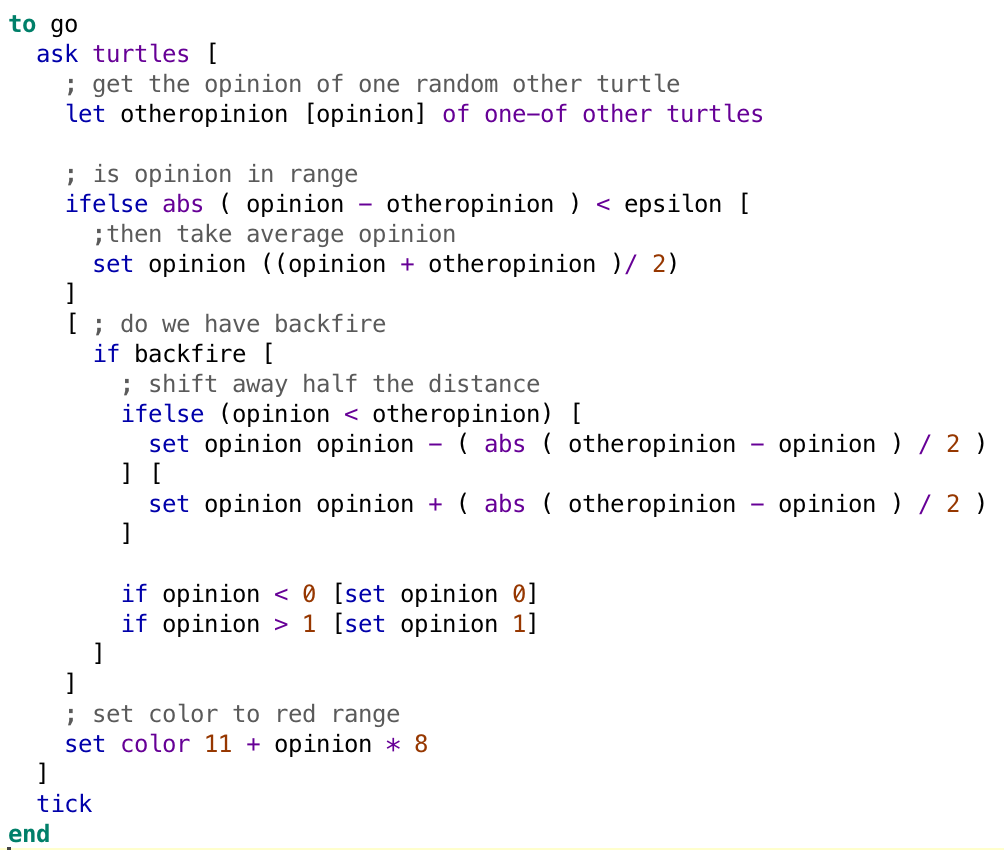 to go
  ask turtles [
    ; get the opinion of one random other turtle
    let otheropinion [opinion] of one-of other turtles

    ; is opinion in range
    ifelse abs ( opinion - otheropinion ) < epsilon [
      ;then take average opinion
      set opinion ((opinion + otheropinion )/ 2)
    ]
    [ ; do we have backfire
      if backfire [
        ; shift away half the distance
        ifelse (opinion < otheropinion) [
          set opinion opinion - ( abs ( otheropinion - opinion ) / 2 )
        ] [
          set opinion opinion + ( abs ( otheropinion - opinion ) / 2 )
        ]

        if opinion < 0 [set opinion 0]
        if opinion > 1 [set opinion 1]
      ]
    ]
    ; set color to red range
    set color 11 + opinion * 8
  ]
  tick
end